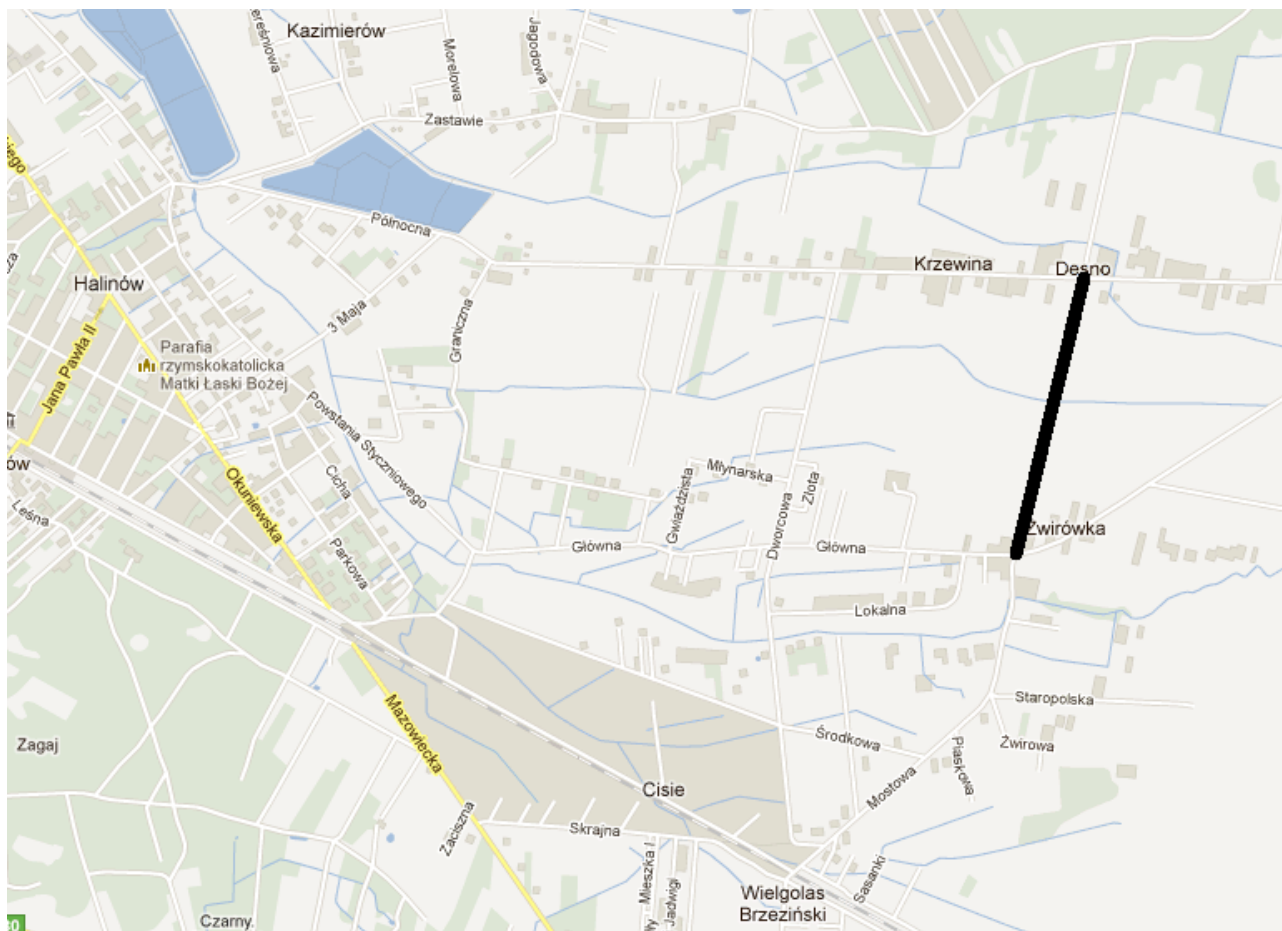 Kazimierów
Jagodowa
Morelowa
Zastawie
Północna
Krzewina
Desno
Halinów
3 Maja
Graniczna
Parafia
rzymskokatolicka
Matki Łaski Bożej
Jana Pawła II
Powstania Styczniowego
Okuniewska
Cicha
Parkowa
Leśna
Młynarska
Gwiaździsta
Złota
Dworcowa
Główna
Główna
Żwirówka
Lokalna
Staropolska
Żwirowa
Piaskowa
Środkowa
Mostowa
Mazowiecka
Zagaj
Cisie
Zaciszna
Skrajna
Mieszka I
Jadwigi
Sasanki
Wielgolas
Brzeziński
Czarny.